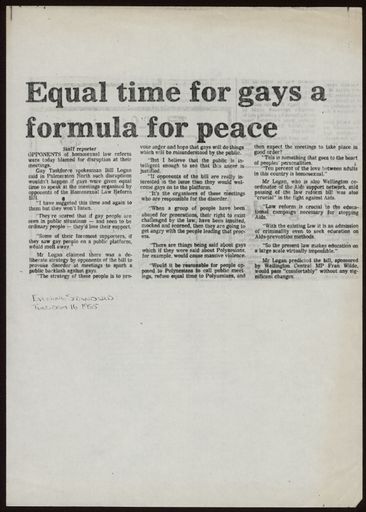 Equal time for gays a
formula for peace
Staff reporter
OPPONENTS of homosexual law reform
were today blamed for disruption at their
meetings.
Gay Taskforce spokesman Bill Logan
said in Palmerston North such disruptions
wouldn't happen if gays were given equal
time to speak at the meetings organised by
opponents of the Homosexual Law Reform
Bill.
"I have suggested this time and again to
them but they won't listen.
"They're scared that if gay people are
seen in public situations — and seen to be
ordinary people — they'd lose their support.
"Some of their foremost supporters, if
they saw gay people on a public platform,
would melt away.
Mr Logan claimed there was a de-
liberate strategy by opponents of the bill to
provoke disorder at meetings to spark a
public backlash against gays.
"The strategy of these people is to pro-
voke anger and hope that gays will do things
which will be misunderstood by the public.
"But I believe that the public is in-
telligent enough to see that this anger is
justified.
"If opponents of the bill are really in-
terested in the issue then they would wel-
come gays on to the platform.
"It's the organisers of these meetings
who are responsible for the disorder.
"When a group of people have been
abused for generations, their right to exist
challenged by the law, have been insulted,
mocked and scorned, then they are going to
get angry with the people leading that proc-
ess.
"There are things being said about gays
which if they were said about Polynesians,
for example, would cause massive violence.
"Would it be reasonable for people op-
posed to Polynesians to call public meet-
ings, refuse equal time to Polynesians, and
then expect the meetings to take place in
good order?
"This is something that goes to the heart
of peoples' personalities.
"Ten percent of the love between adults
in this country is homosexual."
Mr Logan, who is also Wellington co-
ordinator of the Aids support network, said
passing of the law reform bill was also
"crucial" in the fight against Aids.
"Law reform is crucial to the educa-
tional campaign necessary for stopping
Aids.
"With the existing law it is an admission
of criminality even to seek education on
Aids-prevention methods.
"So the present law makes education on
a large scale virtually impossible."
Mr Logan predicted the bill, sponsored
by Wellington Central MP Fran Wilde,
would pass "comfortably" without any sig-
nificant changes.
EVENING STANDARD
16 1985